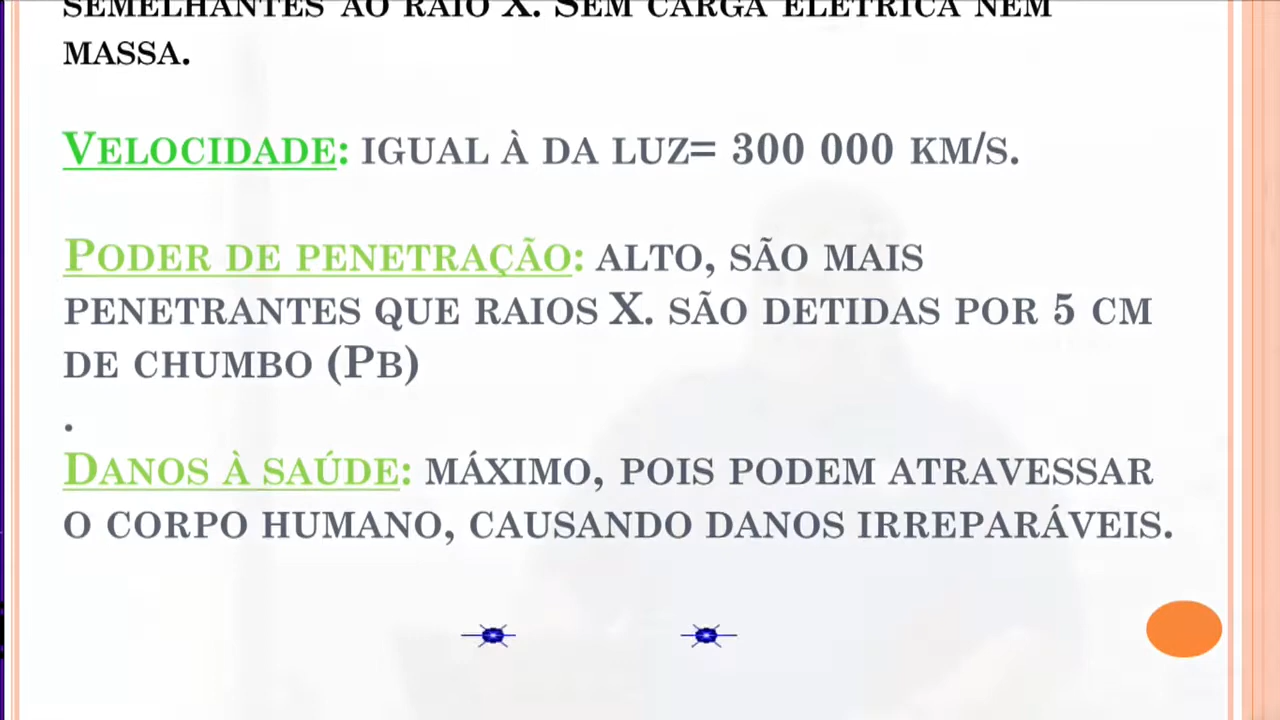 SEMELHANTES AO RAIO X. SEM CARGA ELÉTRICA NEM
MASSA.
VELOCIDADE: IGUAL À DA LUZ= 300 000 KM/S.
PODER DE PENETRAÇÃO: ALTO, SÃO MAIS
PENETRANTES QUE RAIOS X. SÃO DETIDAS POR 5 CM
DE CHUMBO (PB)
.
DANOS À SAÚDE: MÁXIMO, POIS PODEM ATRAVESSAR
O CORPO HUMANO, CAUSANDO DANOS IRREPARÁVEIS.